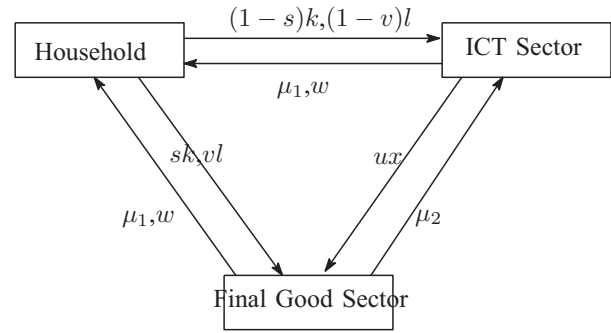 (1 − s)k,(1 − v)l
Household
ICT Sector
μ₁,w
sk,vl
ux
μ₁,w
μ₂
Final Good Sector